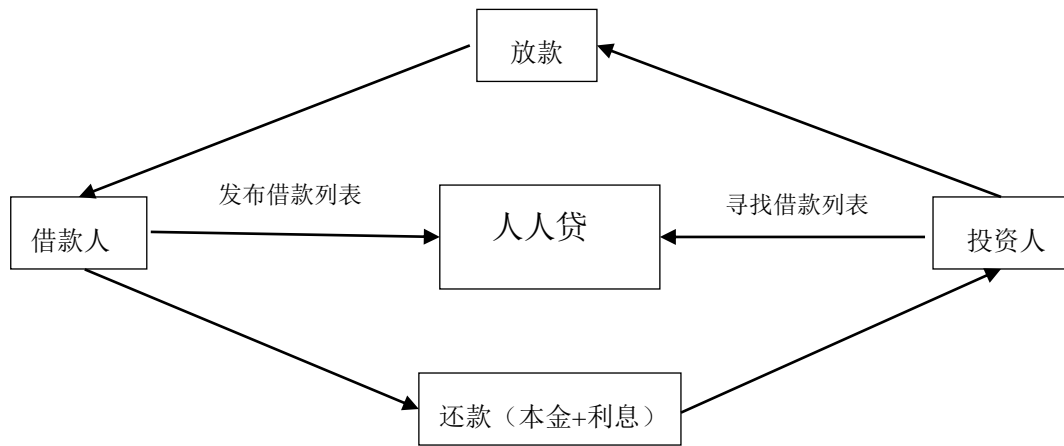 放款
发布借款列表
人人贷
寻找借款列表
借款人
投资人
还款（本金+利息）